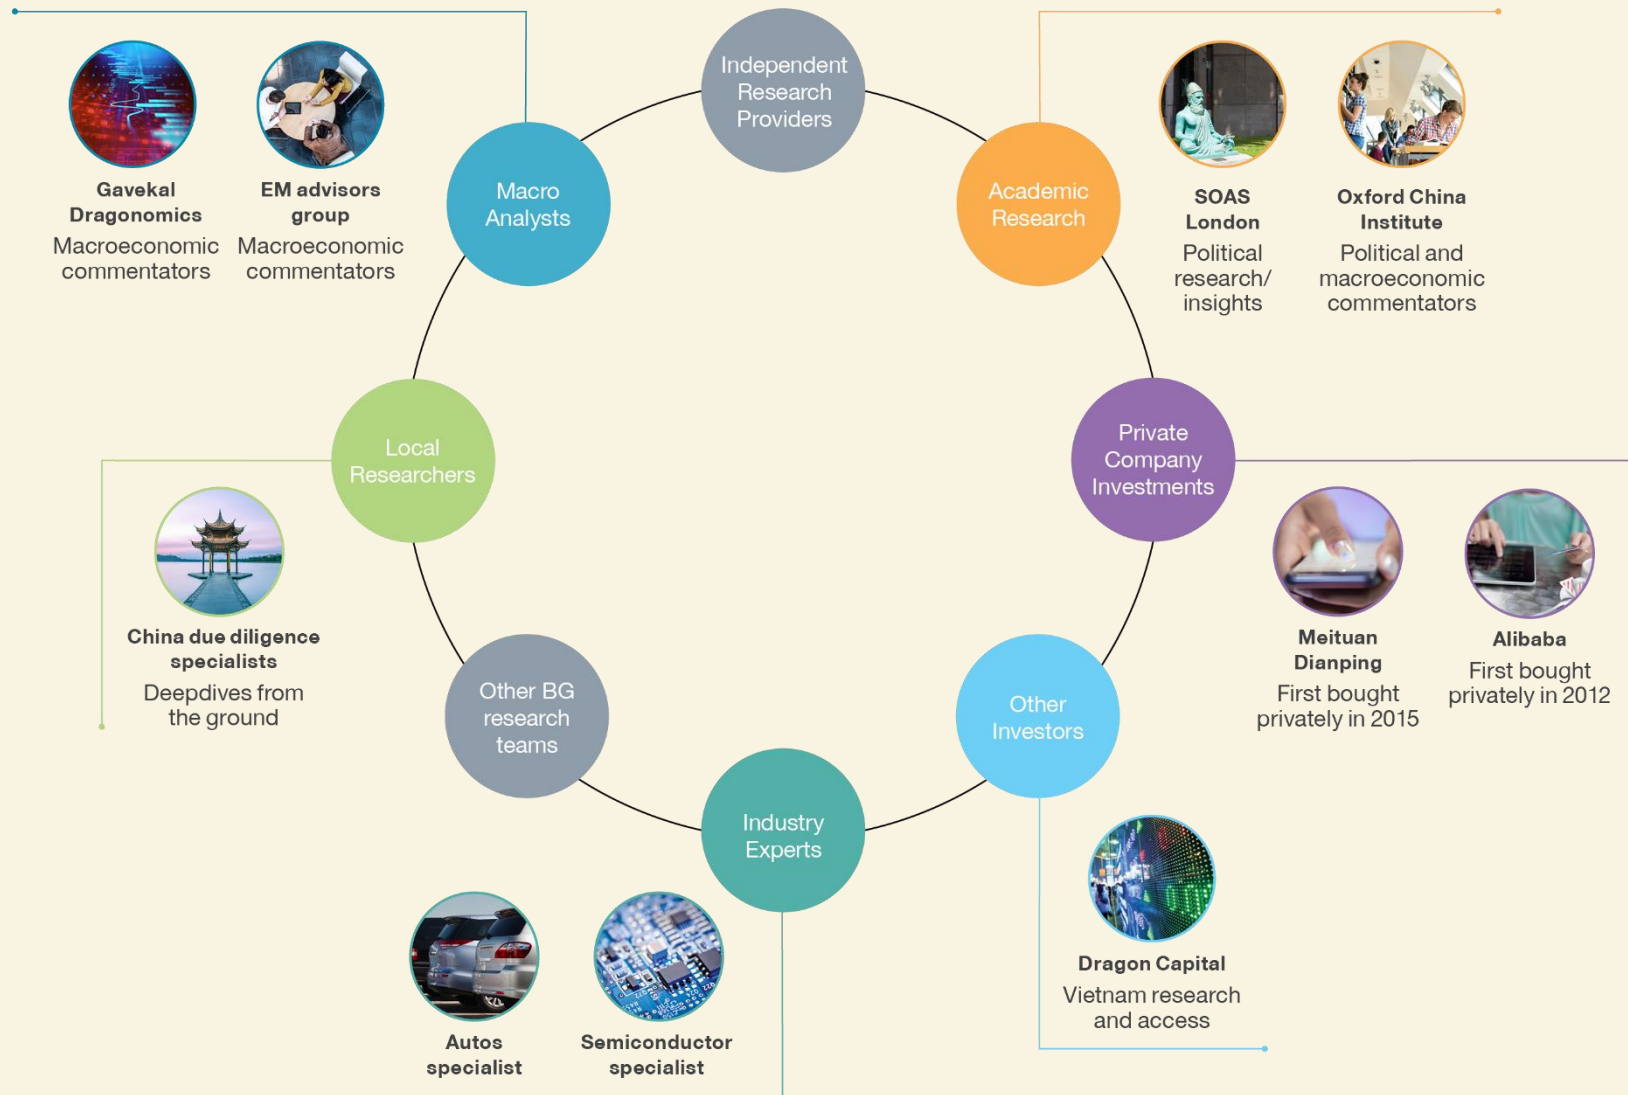 Independent
Research
Providers
Macro
Analysts
Academic
Research
Gavekal
Dragonomics
Macroeconomic
commentators
EM advisors
group
Macroeconomic
commentators
SOAS
London
Political
research/
insights
Oxford China
Institute
Political and
macroeconomic
commentators
Local
Researchers
Private
Company
Investments
China due diligence
specialists
Deepdives from
the ground
Meituan
Dianping
First bought
privately in 2015
Alibaba
First bought
privately in 2012
Other BG
research
teams
Other
Investors
Industry
Experts
Dragon Capital
Vietnam research
and access
Autos
specialist
Semiconductor
specialist